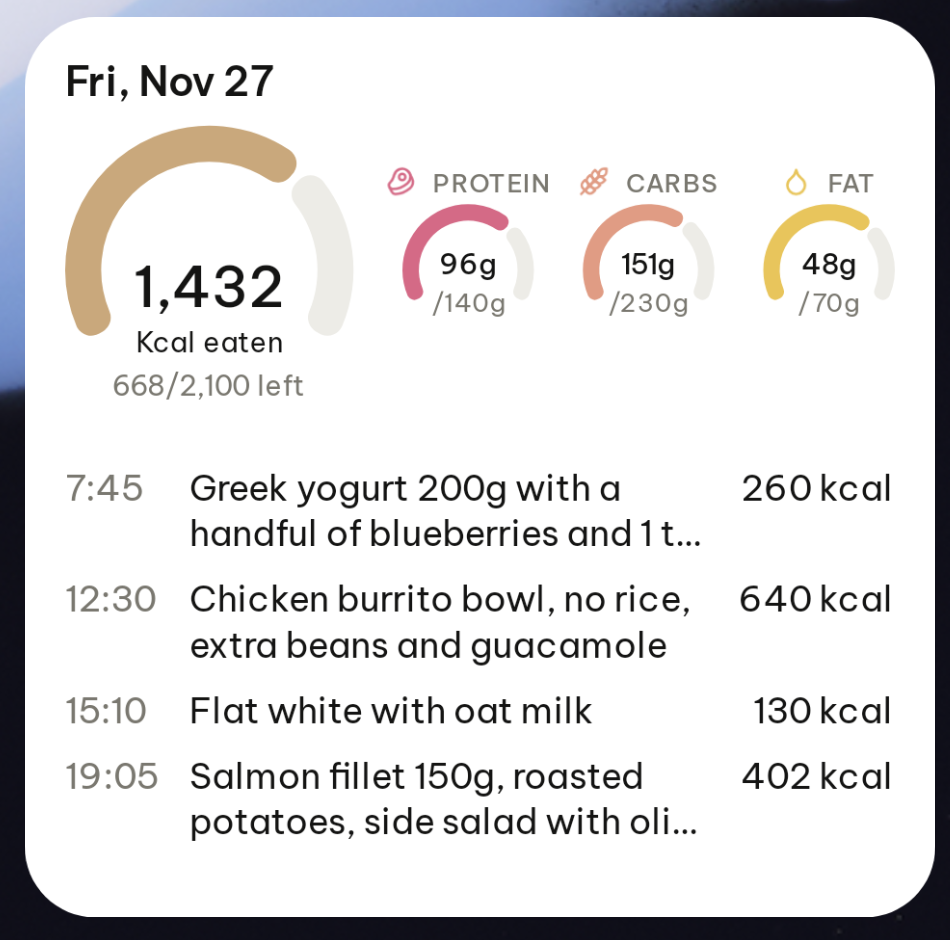 Fri, Nov 27
1,432
Kcal eaten
668/2,100 left
PROTEIN
96g
/140g
CARBS
151g
/230g
FAT
48g
/70g
7:45 Greek yogurt 200g with a 260 kcal
handful of blueberries and 1 t...
12:30 Chicken burrito bowl, no rice, 640 kcal
extra beans and guacamole
15:10 Flat white with oat milk 130 kcal
19:05 Salmon fillet 150g, roasted 402 kcal
potatoes, side salad with oli...